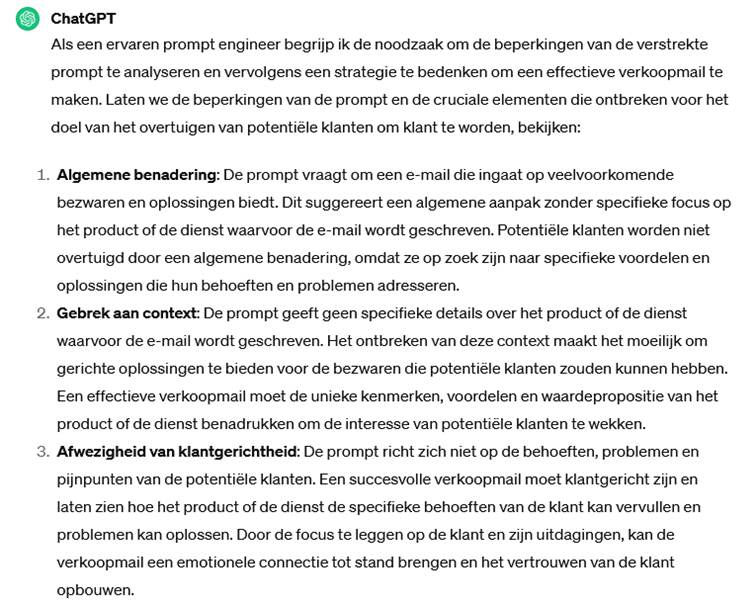 ChatGPT
Als een ervaren prompt engineer begrijp ik de noodzaak om de beperkingen van de verstrekte
prompt te analyseren en vervolgens een strategie te bedenken om een effectieve verkoopmail te
maken. Laten we de beperkingen van de prompt en de cruciale elementen die ontbreken voor het
doel van het overtuigen van potentiële klanten om klant te worden, bekijken:
1. Algemene benadering: De prompt vraagt om een e-mail die ingaat op veelvoorkomende
bezwaren en oplossingen biedt. Dit suggereert een algemene aanpak zonder specifieke focus op
het product of de dienst waarvoor de e-mail wordt geschreven. Potentiële klanten worden niet
overtuigd door een algemene benadering, omdat ze op zoek zijn naar specifieke voordelen en
oplossingen die hun behoeften en problemen adresseren.
2. Gebrek aan context: De prompt geeft geen specifieke details over het product of de dienst
waarvoor de e-mail wordt geschreven. Het ontbreken van deze context maakt het moeilijk om
gerichte oplossingen te bieden voor de bezwaren die potentiële klanten zouden kunnen hebben.
Een effectieve verkoopmail moet de unieke kenmerken, voordelen en waardepropositie van het
product of de dienst benadrukken om de interesse van potentiële klanten te wekken.
3. Afwezigheid van klantgerichtheid: De prompt richt zich niet op de behoeften, problemen en
pijnpunten van de potentiële klanten. Een succesvolle verkoopmail moet klantgericht zijn en
laten zien hoe het product of de dienst de specifieke behoeften van de klant kan vervullen en
problemen kan oplossen. Door de focus te leggen op de klant en zijn uitdagingen, kan de
verkoopmail een emotionele connectie tot stand brengen en het vertrouwen van de klant
opbouwen.